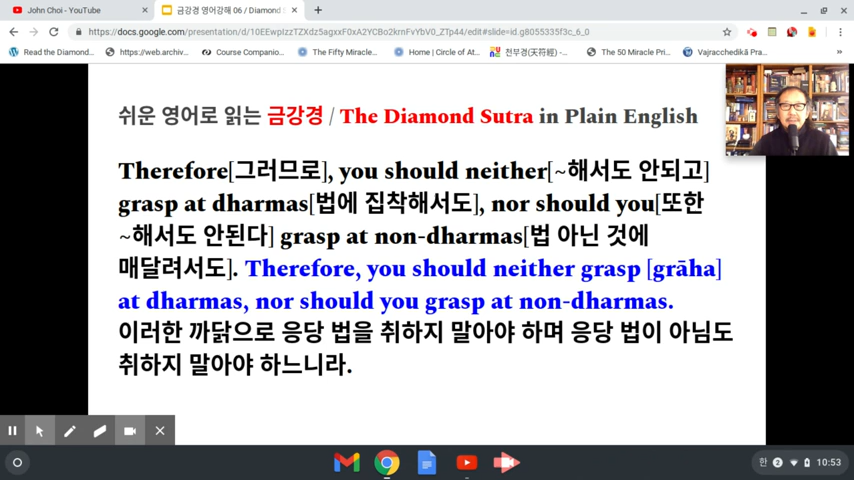 John Choi - YouTube
금강경 영어강해 06 / Diamond S
https://docs.google.com/presentation/d/10EEwpIzzTZXdz5agxxF0xA2YCBo2krnFvYbV0_ZTp44/edit#slide=id.g8055335f3c_6_0
Read the Diamond...
https://web.archiv...
Course Companio...
The Fifty Miracle...
Home | Circle of At...
천부경(天符經) -...
The 50 Miracle Pri...
Vajracchedikā Pra...
쉬운 영어로 읽는 금강경 / The Diamond Sutra in Plain English
Therefore[그러므로], you should neither[~해서도 안되고]
grasp at dharmas[법에 집착해서도], nor should you[또한
~해서도 안된다] grasp at non-dharmas[법 아닌 것에
매달려서도]. Therefore, you should neither grasp [grāha]
at dharmas, nor should you grasp at non-dharmas.
이러한 까닭으로 응당 법을 취하지 말아야 하며 응당 법이 아님도
취하지 말아야 하느니라.
한 2 10:53